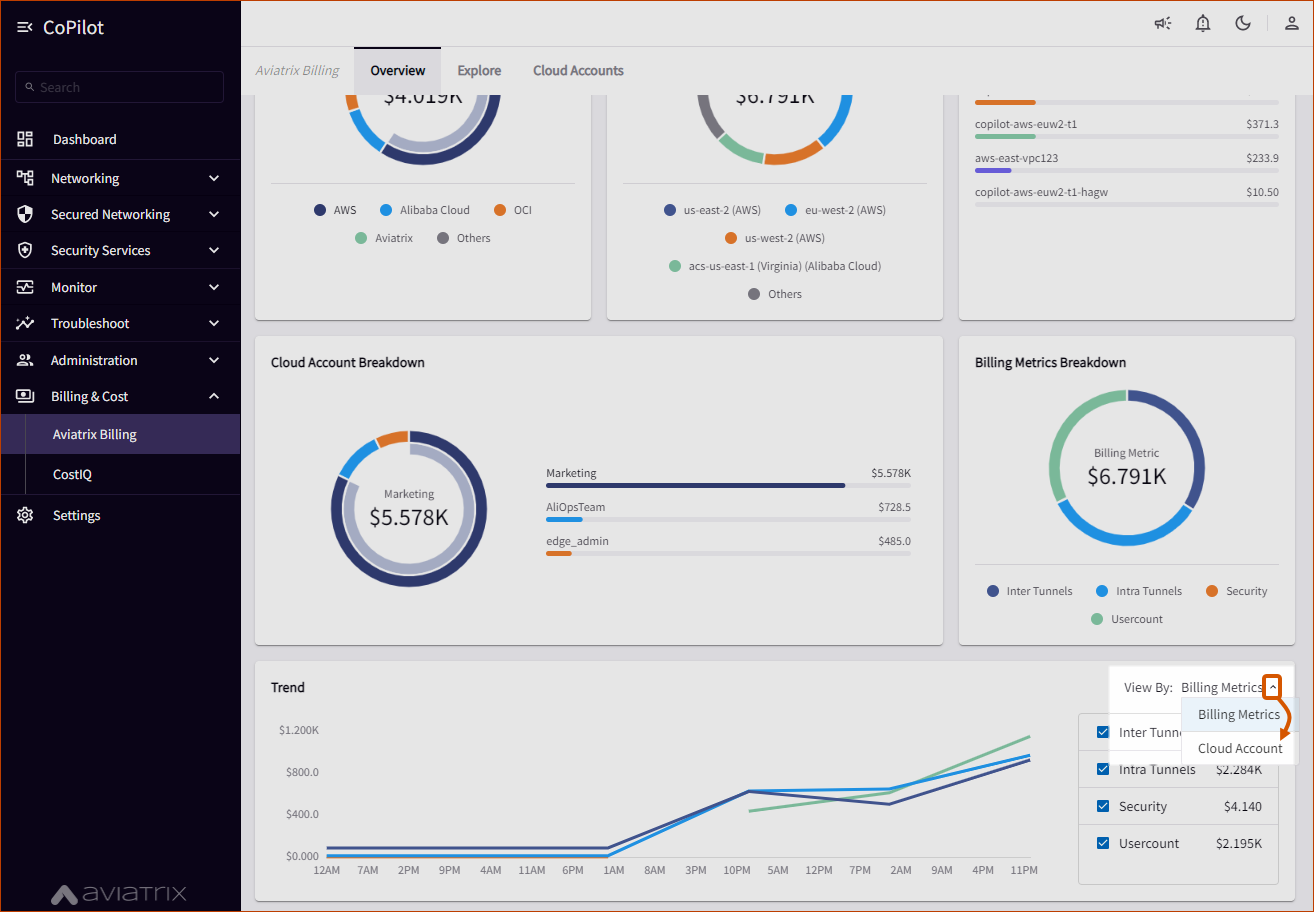 CoPilot
Search
Dashboard
Networking
Secured Networking
Security Services
Monitor
Troubleshoot
Administration
Billing & Cost
Aviatrix Billing
CostIQ
Settings
aviatrix
Aviatrix Billing Overview Explore Cloud Accounts
$4.019K
AWS Alibaba Cloud OCI
Aviatrix Others
$6.791K
us-east-2 (AWS) eu-west-2 (AWS)
us-west-2 (AWS)
acs-us-east-1 (Virginia) (Alibaba Cloud)
Others
copilot-aws-euw2-t1 $371.3
aws-east-vpc123 $233.9
copilot-aws-euw2-t1-hagw $10.50
Cloud Account Breakdown
Marketing
$5.578K
Marketing $5.578K
AliOpsTeam $728.5
edge_admin $485.0
Billing Metrics Breakdown
Billing Metric
$6.791K
Inter Tunnels Intra Tunnels Security
Usercount
Trend
View By: Billing Metrics
Billing Metrics
Cloud Account
$1.200K
$800.0
$400.0
$0.000
12AM 7AM 2PM 9PM 4AM 11AM 6PM 1AM 8AM 3PM 10PM 5AM 12PM 7PM 2AM 9AM 4PM 11PM
Inter Tunne
Intra Tunnels $2.284K
Security $4.140
Usercount $2.195K